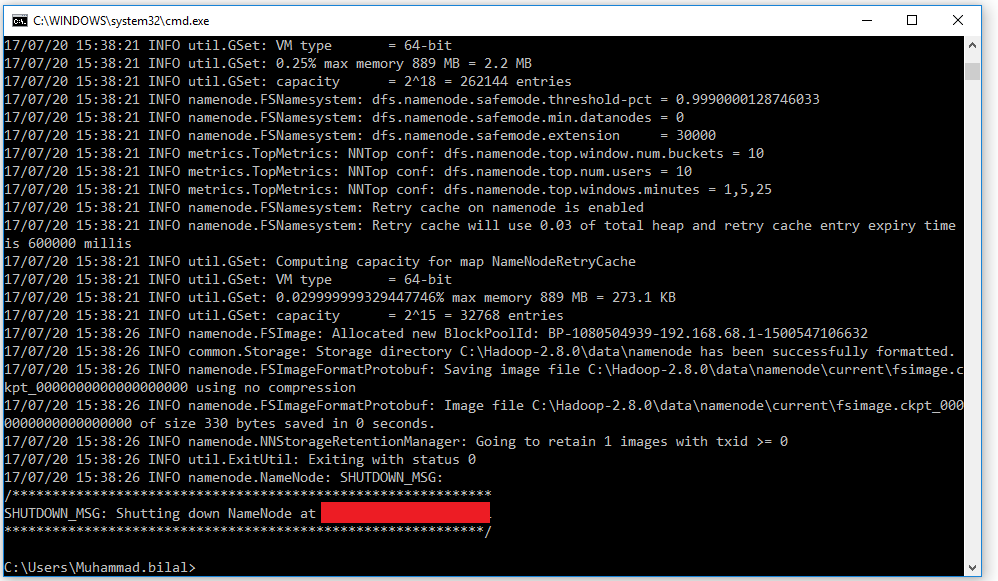 C:\WINDOWS\system32\cmd.exe
17/07/20 15:38:21 INFO util.GSet: VM type       = 64-bit
17/07/20 15:38:21 INFO util.GSet: 0.25% max memory 889 MB = 2.2 MB
17/07/20 15:38:21 INFO util.GSet: capacity      = 2^18 = 262144 entries
17/07/20 15:38:21 INFO namenode.FSNamesystem: dfs.namenode.safemode.threshold-pct = 0.9990000128746033
17/07/20 15:38:21 INFO namenode.FSNamesystem: dfs.namenode.safemode.min.datanodes = 0
17/07/20 15:38:21 INFO namenode.FSNamesystem: dfs.namenode.safemode.extension     = 30000
17/07/20 15:38:21 INFO metrics.TopMetrics: NNTop conf: dfs.namenode.top.window.num.buckets = 10
17/07/20 15:38:21 INFO metrics.TopMetrics: NNTop conf: dfs.namenode.top.num.users = 10
17/07/20 15:38:21 INFO metrics.TopMetrics: NNTop conf: dfs.namenode.top.windows.minutes = 1,5,25
17/07/20 15:38:21 INFO namenode.FSNamesystem: Retry cache on namenode is enabled
17/07/20 15:38:21 INFO namenode.FSNamesystem: Retry cache will use 0.03 of total heap and retry cache entry expiry time
is 600000 millis
17/07/20 15:38:21 INFO util.GSet: Computing capacity for map NameNodeRetryCache
17/07/20 15:38:21 INFO util.GSet: VM type       = 64-bit
17/07/20 15:38:21 INFO util.GSet: 0.029999999329447746% max memory 889 MB = 273.1 KB
17/07/20 15:38:21 INFO util.GSet: capacity      = 2^15 = 32768 entries
17/07/20 15:38:26 INFO namenode.FSImage: Allocated new BlockPoolId: BP-1080504939-192.168.68.1-1500547106632
17/07/20 15:38:26 INFO common.Storage: Storage directory C:\Hadoop-2.8.0\data\namenode has been successfully formatted.
17/07/20 15:38:26 INFO namenode.FSImageFormatProtobuf: Saving image file C:\Hadoop-2.8.0\data\namenode\current\fsimage.c
kpt_0000000000000000000 using no compression
17/07/20 15:38:26 INFO namenode.FSImageFormatProtobuf: Image file C:\Hadoop-2.8.0\data\namenode\current\fsimage.ckpt_000
0000000000000000 of size 330 bytes saved in 0 seconds.
17/07/20 15:38:26 INFO namenode.NNStorageRetentionManager: Going to retain 1 images with txid >= 0
17/07/20 15:38:26 INFO util.ExitUtil: Exiting with status 0
17/07/20 15:38:26 INFO namenode.NameNode: SHUTDOWN_MSG:
/************************************************************
SHUTDOWN_MSG: Shutting down NameNode at
************************************************************/
C:\Users\Muhammad.bilal>